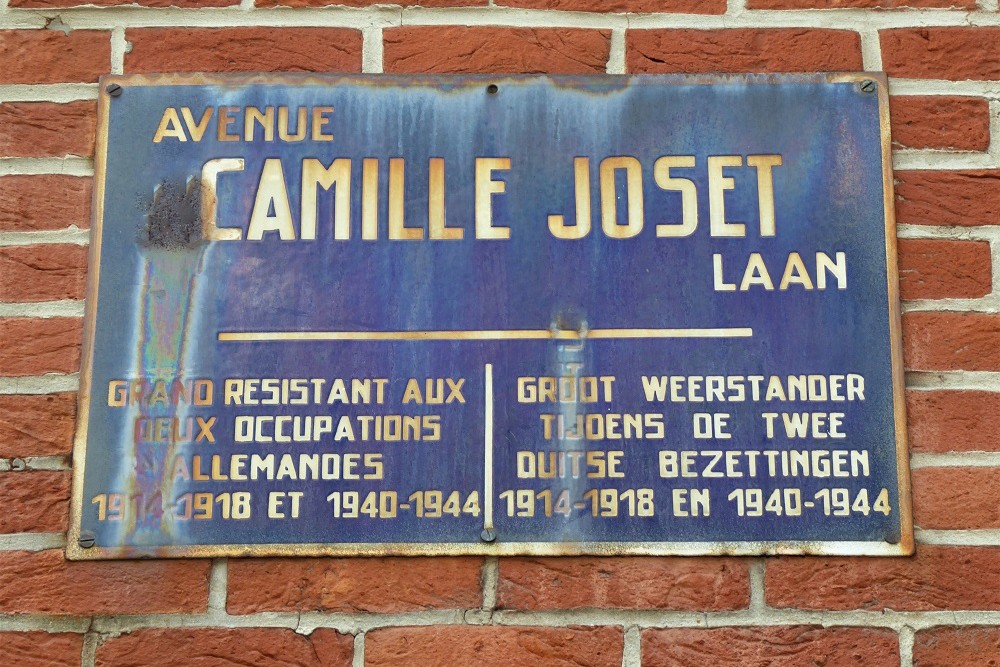 AVENUE
CAMILLE JOSET
LAAN
GRAND RESISTANT AUX
DEUX OCCUPATIONS
ALLEMANDES
1914-1918 ET 1940-1944
GROOT WEERSTANDER
TIJDENS DE TWEE
DUITSE BEZETTINGEN
1914-1918 EN 1940-1944